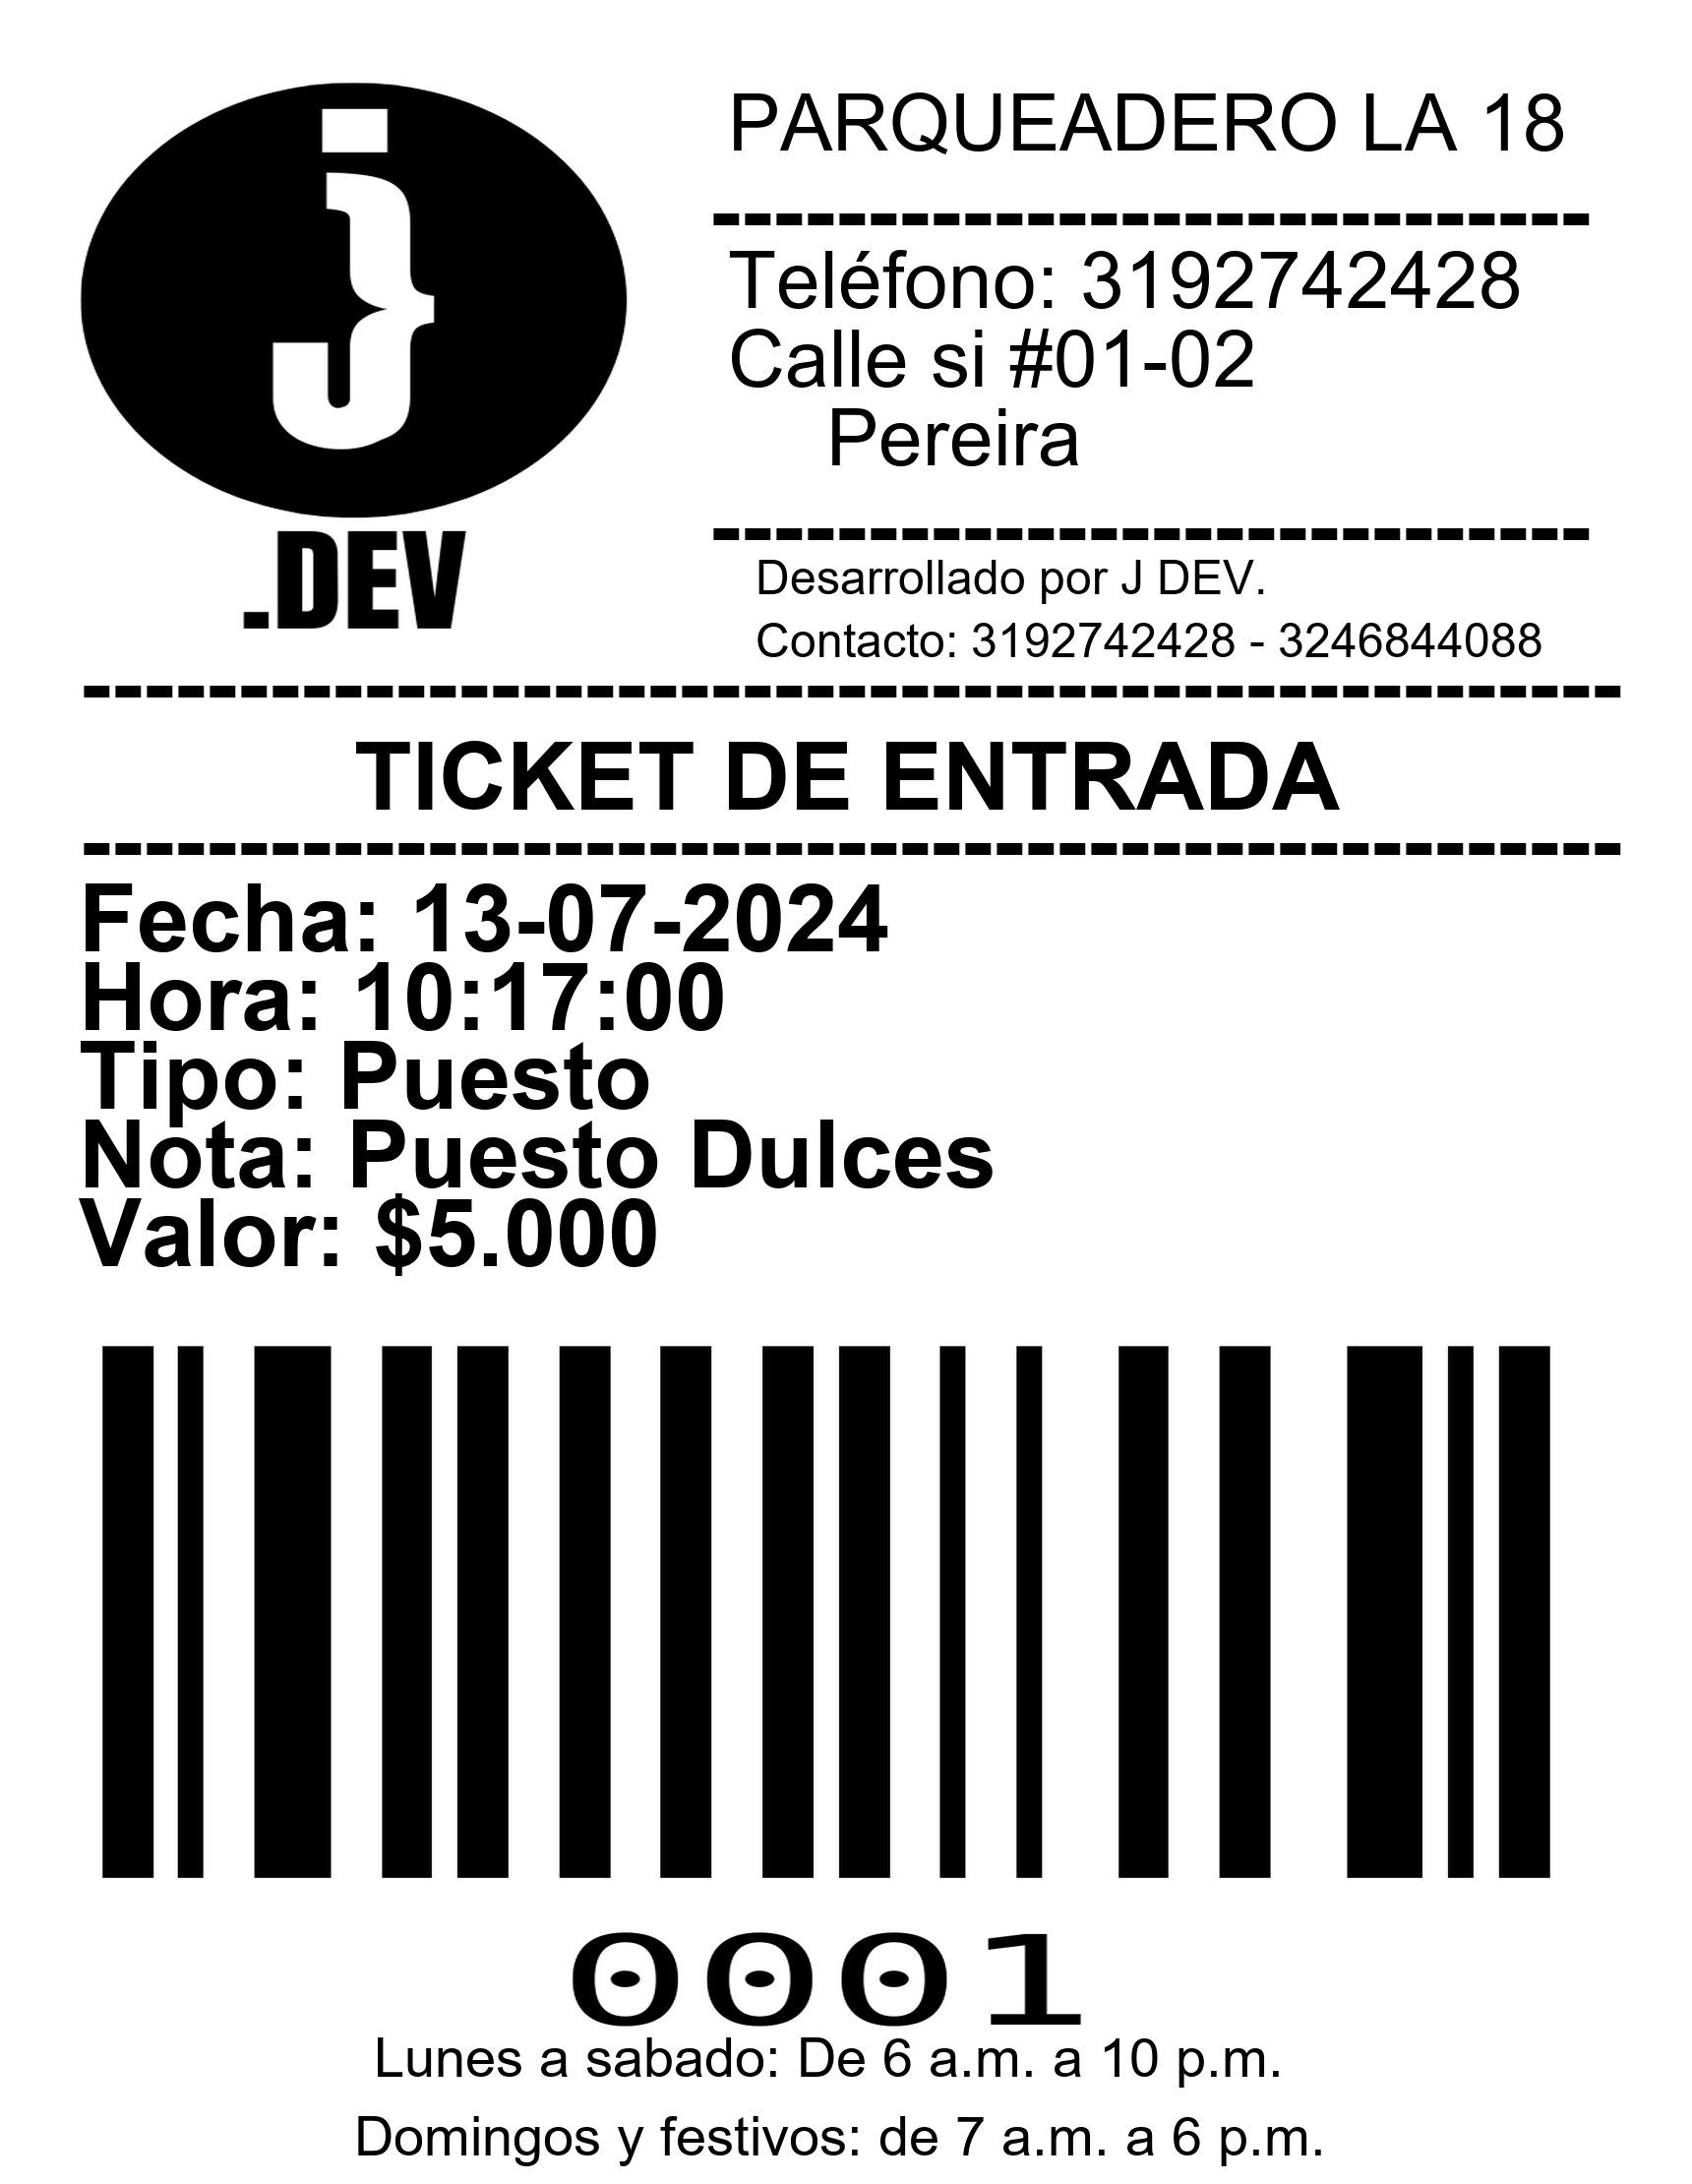 PARQUEADERO LA 18
---------------------------
Teléfono: 3192742428
Calle si #01-02
Pereira
---------------------------
j
.DEV
Desarrollado por J DEV.
Contacto: 3192742428 - 3246844088
------------------------------------------------
TICKET DE ENTRADA
------------------------------------------------
Fecha: 13-07-2024
Hora: 10:17:00
Tipo: Puesto
Nota: Puesto Dulces
Valor: $5.000
0001
Lunes a sabado: De 6 a.m. a 10 p.m.
Domingos y festivos: de 7 a.m. a 6 p.m.